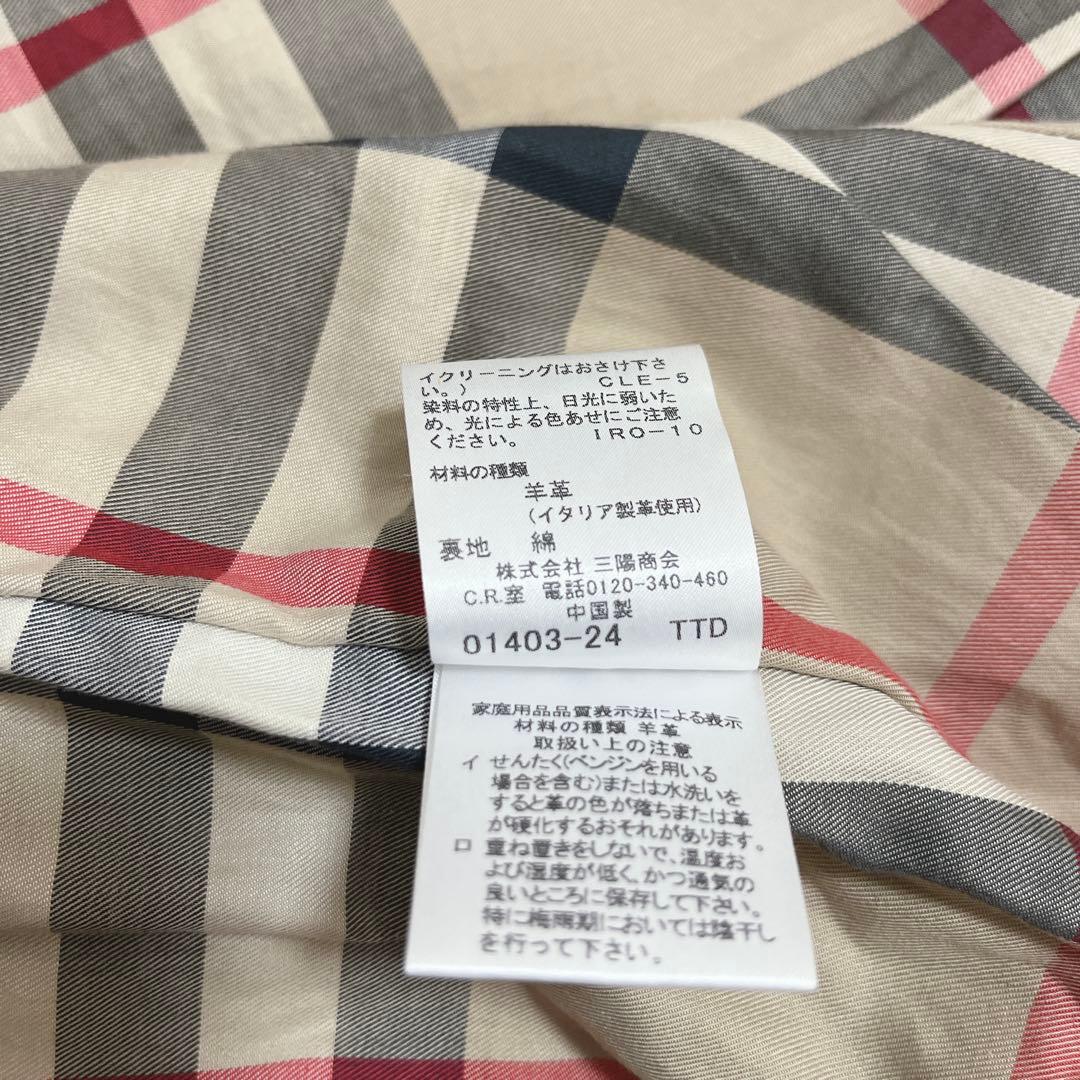 イクリーニングはおさけ下さ
い。) CLE-5
染料の特性上、日光に弱いた
め、光による色あせにご注意
ください。 IRO-10
材料の種類
羊革
(イタリア製革使用)
裏地 綿
株式会社 三陽商会
C.R.室 電話0120-340-460
中国製
01403-24 TTD
家庭用品品質表示法による表示
材料の種類 羊革
取扱い上の注意
イ せんたく(ベンジンを用いる
場合を含む)または水洗いを
すると革の色が落ちまたは革
が硬化するおそれがあります。
ロ 重ね置きをしないで、温度お
よび湿度が低く、かつ通気の
良いところに保存して下さい。
特に梅雨期においては陰干し
を行って下さい。